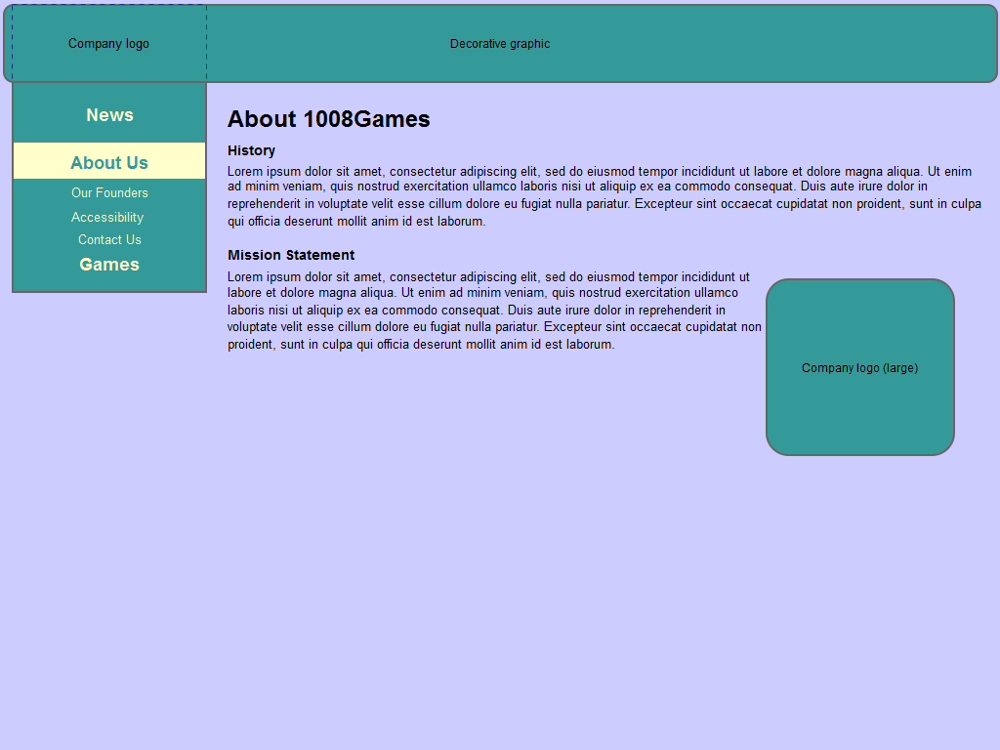 Company logo
Decorative graphic
News
About Us
Our Founders
Accessibility
Contact Us
Games
About 1008Games
History
Lorem ipsum dolor sit amet, consectetur adipiscing elit, sed do eiusmod tempor incididunt ut labore et dolore magna aliqua. Ut enim
ad minim veniam, quis nostrud exercitation ullamco laboris nisi ut aliquip ex ea commodo consequat. Duis aute irure dolor in
reprehenderit in voluptate velit esse cillum dolore eu fugiat nulla pariatur. Excepteur sint occaecat cupidatat non proident, sunt in culpa
qui officia deserunt mollit anim id est laborum.
Mission Statement
Lorem ipsum dolor sit amet, consectetur adipiscing elit, sed do eiusmod tempor incididunt ut
labore et dolore magna aliqua. Ut enim ad minim veniam, quis nostrud exercitation ullamco
laboris nisi ut aliquip ex ea commodo consequat. Duis aute irure dolor in reprehenderit in
voluptate velit esse cillum dolore eu fugiat nulla pariatur. Excepteur sint occaecat cupidatat non
proident, sunt in culpa qui officia deserunt mollit anim id est laborum.
Company logo (large)